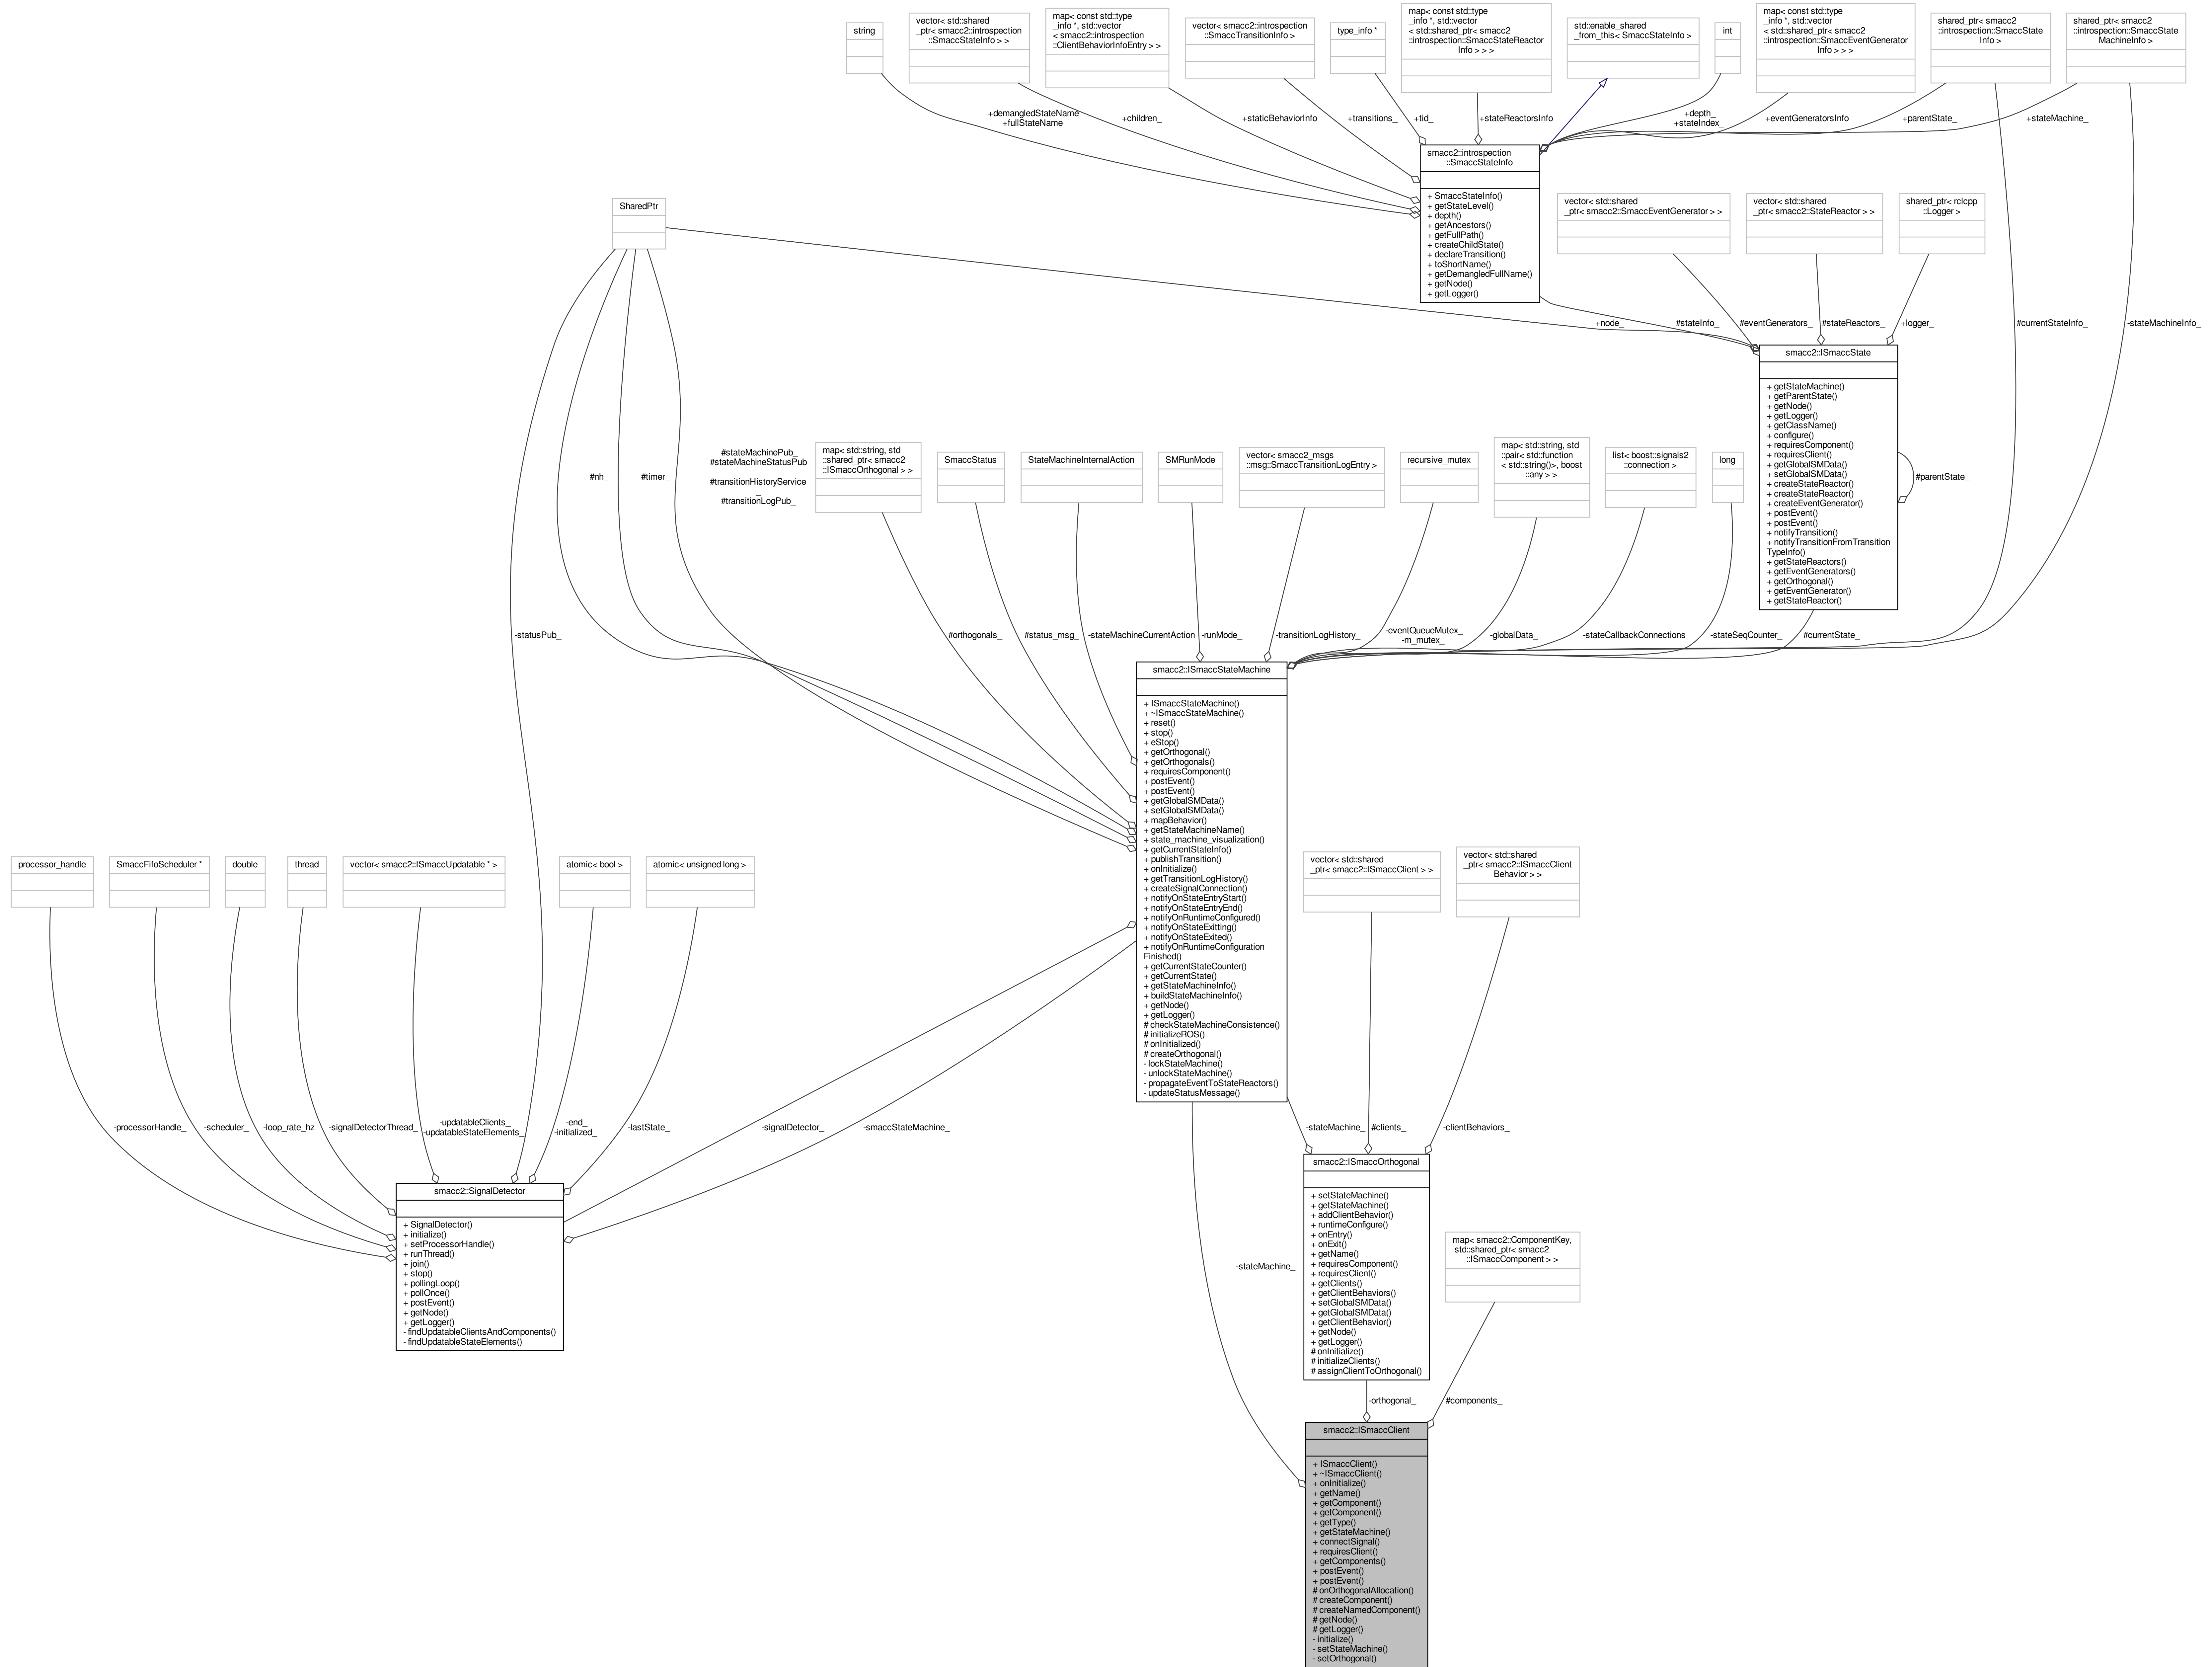 string
vector< std::shared
_ptr< smacc2::introspection
::SmaccStateInfo > >
map< const std::type
_info *, std::vector
< smacc2::introspection
::ClientBehaviorInfoEntry > >
vector< smacc2::introspection
::SmaccTransitionInfo >
type_info *
map< const std::type
_info *, std::vector
< std::shared_ptr< smacc2
::introspection::SmaccStateReactor
Info > > >
std::enable_shared
_from_this< SmaccStateInfo >
int
map< const std::type
_info *, std::vector
< std::shared_ptr< smacc2
::introspection::SmaccEventGenerator
Info > > >
shared_ptr< smacc2
::introspection::SmaccState
Info >
shared_ptr< smacc2
::introspection::SmaccState
MachineInfo >
+demangledStateName
+fullStateName
+children_
+staticBehaviorInfo
+transitions_
+tid_
+stateReactorsInfo
+depth_
+stateIndex_
+eventGeneratorsInfo
+parentState_
+stateMachine_
smacc2::introspection
::SmaccStateInfo
+ SmaccStateInfo()
+ getStateLevel()
+ depth()
+ getAncestors()
+ getFullPath()
+ createChildState()
+ declareTransition()
+ toShortName()
+ getDemangledFullName()
+ getNode()
+ getLogger()
SharedPtr
vector< std::shared
_ptr< smacc2::SmaccEventGenerator > >
vector< std::shared
_ptr< smacc2::StateReactor > >
shared_ptr< rclcpp
::Logger >
+node_
#stateInfo_
#eventGenerators_
#stateReactors_
+logger_
#currentStateInfo_
-stateMachineInfo_
smacc2::ISmaccState
+ getStateMachine()
+ getParentState()
+ getNode()
+ getLogger()
+ getClassName()
+ configure()
+ requiresComponent()
+ requiresClient()
+ getGlobalSMData()
+ setGlobalSMData()
+ createStateReactor()
+ createStateReactor()
+ createEventGenerator()
+ postEvent()
+ postEvent()
+ notifyTransition()
+ notifyTransitionFromTransition
TypeInfo()
+ getStateReactors()
+ getEventGenerators()
+ getOrthogonal()
+ getEventGenerator()
+ getStateReactor()
#parentState_
#nh_
#timer_
#stateMachinePub_
#stateMachineStatusPub
_
#transitionHistoryService
_
#transitionLogPub_
map< std::string, std
::shared_ptr< smacc2
::ISmaccOrthogonal > >
SmaccStatus
StateMachineInternalAction
SMRunMode
vector< smacc2_msgs
::msg::SmaccTransitionLogEntry >
recursive_mutex
map< std::string, std
::pair< std::function
< std::string()>, boost
::any > >
list< boost::signals2
::connection >
long
-statusPub_
#orthogonals_
#status_msg_
-stateMachineCurrentAction
-runMode_
-transitionLogHistory_
-eventQueueMutex_
-m_mutex_
-globalData_
-stateCallbackConnections
-stateSeqCounter_
#currentState_
smacc2::ISmaccStateMachine
+ ISmaccStateMachine()
+ ~ISmaccStateMachine()
+ reset()
+ stop()
+ eStop()
+ getOrthogonal()
+ getOrthogonals()
+ requiresComponent()
+ postEvent()
+ postEvent()
+ getGlobalSMData()
+ setGlobalSMData()
+ mapBehavior()
+ getStateMachineName()
+ state_machine_visualization()
+ getCurrentStateInfo()
+ publishTransition()
+ onInitialize()
+ getTransitionLogHistory()
+ createSignalConnection()
+ notifyOnStateEntryStart()
+ notifyOnStateEntryEnd()
+ notifyOnRuntimeConfigured()
+ notifyOnStateExitting()
+ notifyOnStateExited()
+ notifyOnRuntimeConfiguration
Finished()
+ getCurrentStateCounter()
+ getCurrentState()
+ getStateMachineInfo()
+ buildStateMachineInfo()
+ getNode()
+ getLogger()
# checkStateMachineConsistence()
# initializeROS()
# onInitialized()
# createOrthogonal()
- lockStateMachine()
- unlockStateMachine()
- propagateEventToStateReactors()
- updateStatusMessage()
processor_handle
SmaccFifoScheduler *
double
thread
vector< smacc2::ISmaccUpdatable * >
atomic< bool >
atomic< unsigned long >
vector< std::shared
_ptr< smacc2::ISmaccClient > >
vector< std::shared
_ptr< smacc2::ISmaccClient
Behavior > >
-processorHandle_
-scheduler_
-loop_rate_hz
-signalDetectorThread_
-updatableClients_
-updatableStateElements_
-end_
-initialized_
-lastState_
-signalDetector_
-smaccStateMachine_
-stateMachine_
#clients_
-clientBehaviors_
smacc2::SignalDetector
+ SignalDetector()
+ initialize()
+ setProcessorHandle()
+ runThread()
+ join()
+ stop()
+ pollingLoop()
+ pollOnce()
+ postEvent()
+ getNode()
+ getLogger()
- findUpdatableClientsAndComponents()
- findUpdatableStateElements()
smacc2::ISmaccOrthogonal
+ setStateMachine()
+ getStateMachine()
+ addClientBehavior()
+ runtimeConfigure()
+ onEntry()
+ onExit()
+ getName()
+ requiresComponent()
+ requiresClient()
+ getClients()
+ getClientBehaviors()
+ setGlobalSMData()
+ getGlobalSMData()
+ getClientBehavior()
+ getNode()
+ getLogger()
# onInitialize()
# initializeClients()
# assignClientToOrthogonal()
-stateMachine_
map< smacc2::ComponentKey,
std::shared_ptr< smacc2
::ISmaccComponent > >
-orthogonal_
#components_
smacc2::ISmaccClient
+ ISmaccClient()
+ ~ISmaccClient()
+ onInitialize()
+ getName()
+ getComponent()
+ getComponent()
+ getType()
+ getStateMachine()
+ connectSignal()
+ requiresClient()
+ getComponents()
+ postEvent()
+ postEvent()
# onOrthogonalAllocation()
# createComponent()
# createNamedComponent()
# getNode()
# getLogger()
- initialize()
- setStateMachine()
- setOrthogonal()